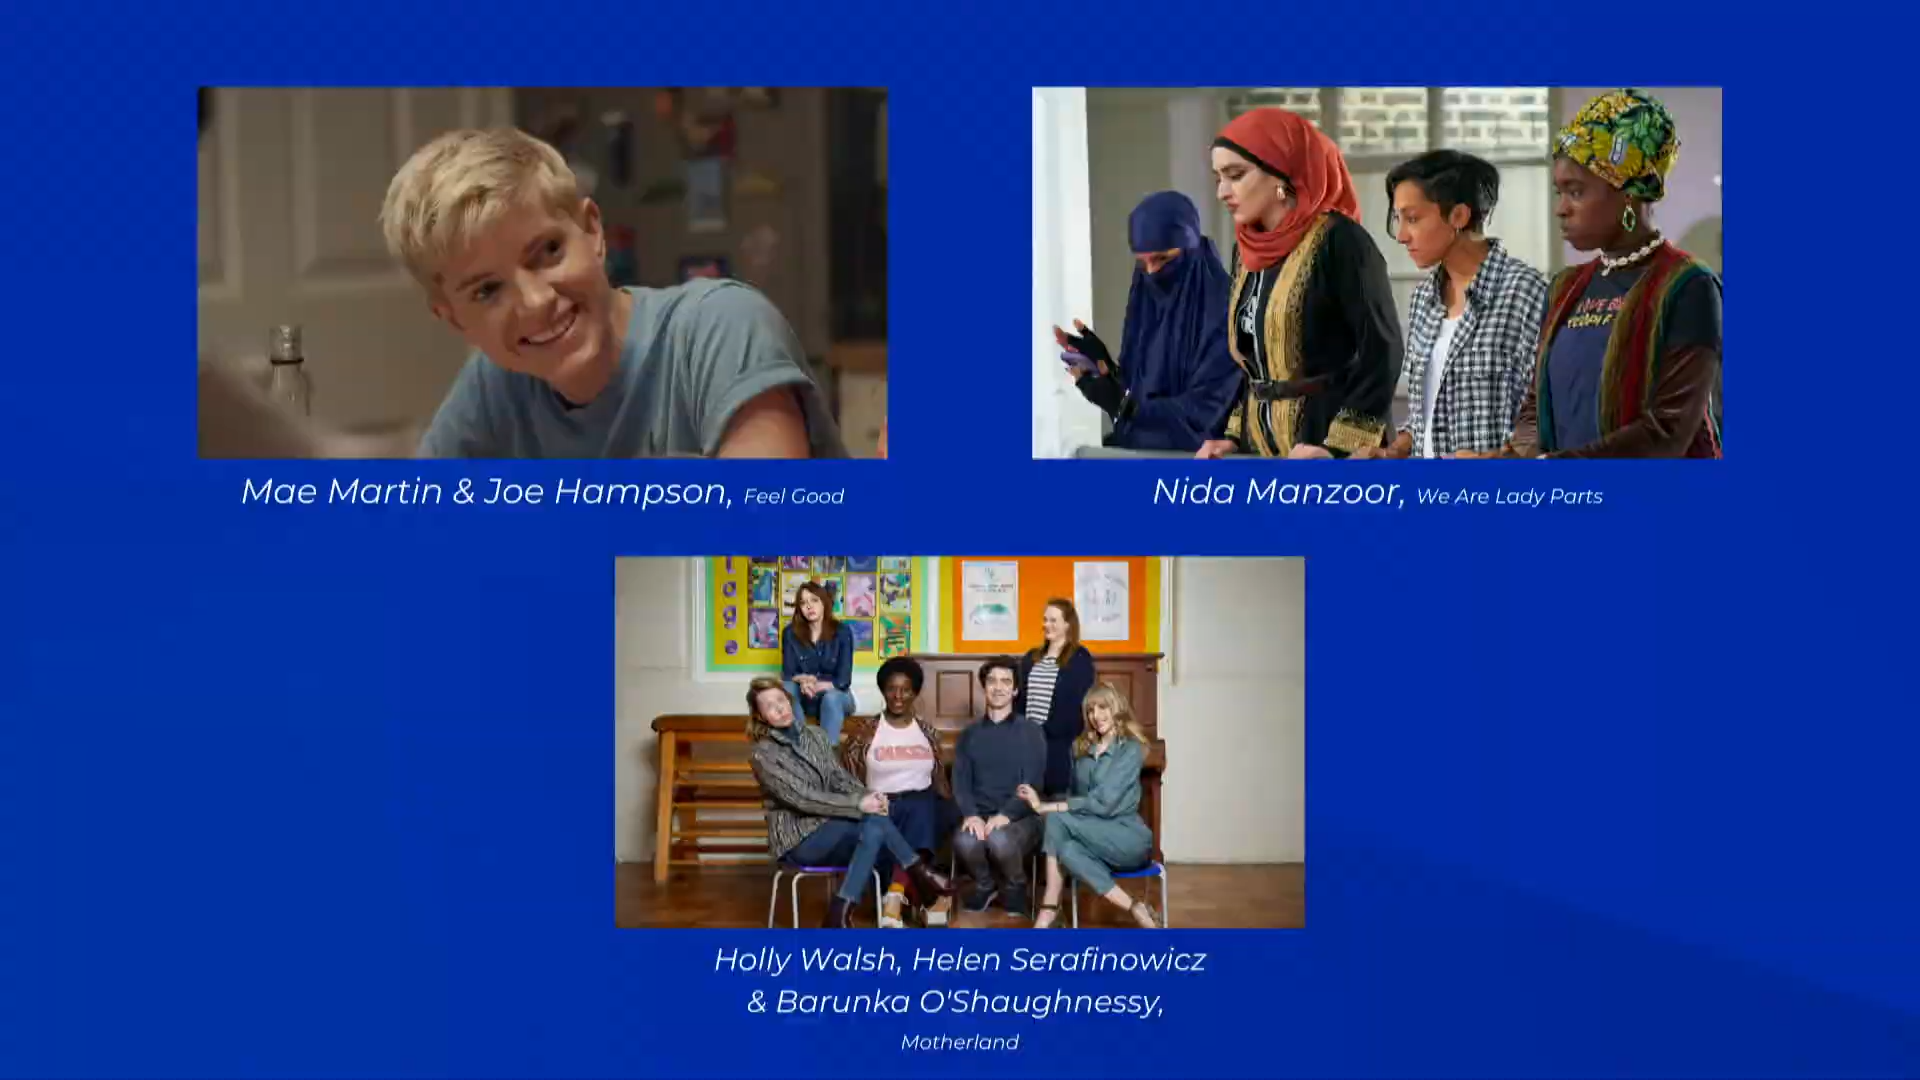 Mae Martin & Joe Hampson, Feel Good
Nida Manzoor, We Are Lady Parts
Holly Walsh, Helen Serafinowicz
& Barunka O'Shaughnessy,
Motherland